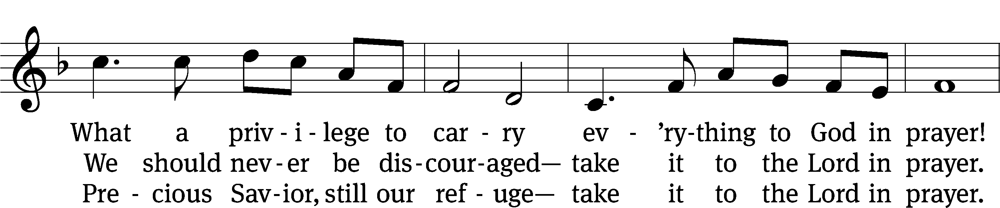 What a priv - i - lege to car - ry ev - ’ry-thing to God in prayer!
We should nev - er be dis-cour-aged— take it to the Lord in prayer.
Pre - cious Sav-ior, still our ref - uge— take it to the Lord in prayer.